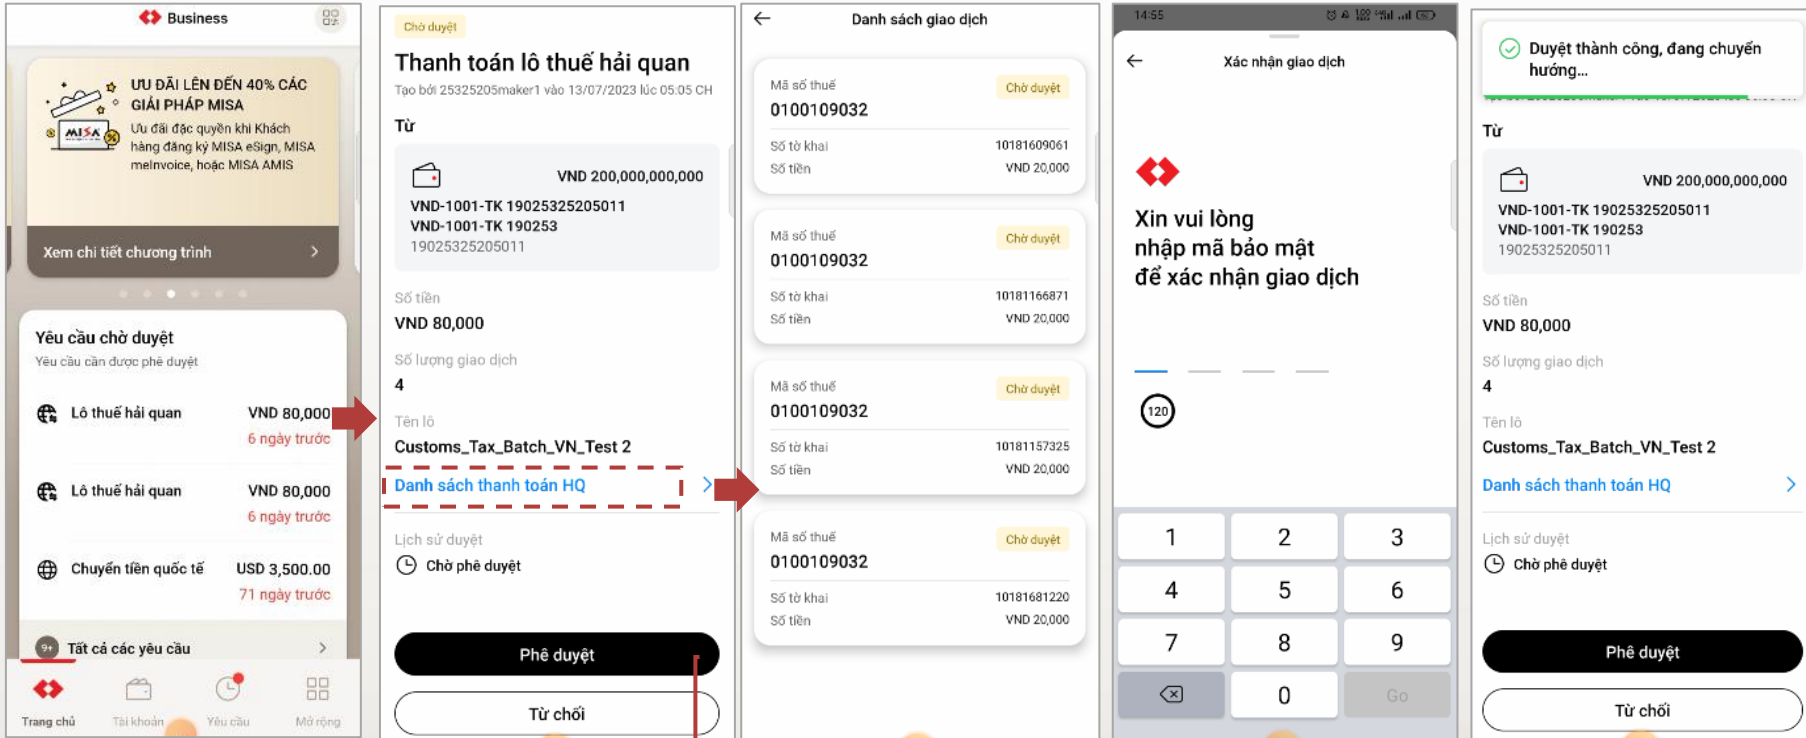 Business
ƯU ĐÃI LÊN ĐẾN 40% CÁC
GIẢI PHÁP MISA
MISA
Ưu đãi đặc quyền khi Khách
hàng đăng ký MISA eSign, MISA
meInvoice, hoặc MISA AMIS
Xem chi tiết chương trình
Yêu cầu chờ duyệt
Yêu cầu cần được phê duyệt
Lô thuế hải quan VND 80,000
6 ngày trước
Lô thuế hải quan VND 80,000
6 ngày trước
Chuyển tiền quốc tế USD 3,500.00
71 ngày trước
9+ Tất cả các yêu cầu
Trang chủ Tài khoản Yêu cầu Mở rộng
Chờ duyệt
Thanh toán lô thuế hải quan
Tạo bởi 25325205maker1 vào 13/07/2023 lúc 05:05 CH
Từ
VND 200,000,000,000
VND-1001-TK 19025325205011
VND-1001-TK 190253
19025325205011
Số tiền
VND 80,000
Số lượng giao dịch
4
Tên lô
Customs_Tax_Batch_VN_Test 2
Danh sách thanh toán HQ
Lịch sử duyệt
Chờ phê duyệt
Phê duyệt
Từ chối
Danh sách giao dịch
Mã số thuế Chờ duyệt
0100109032
Số tờ khai 10181609061
Số tiền VND 20,000
Mã số thuế Chờ duyệt
0100109032
Số tờ khai 10181166871
Số tiền VND 20,000
Mã số thuế Chờ duyệt
0100109032
Số tờ khai 10181157325
Số tiền VND 20,000
Mã số thuế Chờ duyệt
0100109032
Số tờ khai 10181681220
Số tiền VND 20,000
14:55
Xác nhận giao dịch
Xin vui lòng
nhập mã bảo mật
để xác nhận giao dịch
120
1 2 3
4 5 6
7 8 9
0 Go
Duyệt thành công, đang chuyển
hướng...
Từ
VND 200,000,000,000
VND-1001-TK 19025325205011
VND-1001-TK 190253
19025325205011
Số tiền
VND 80,000
Số lượng giao dịch
4
Tên lô
Customs_Tax_Batch_VN_Test 2
Danh sách thanh toán HQ
Lịch sử duyệt
Chờ phê duyệt
Phê duyệt
Từ chối